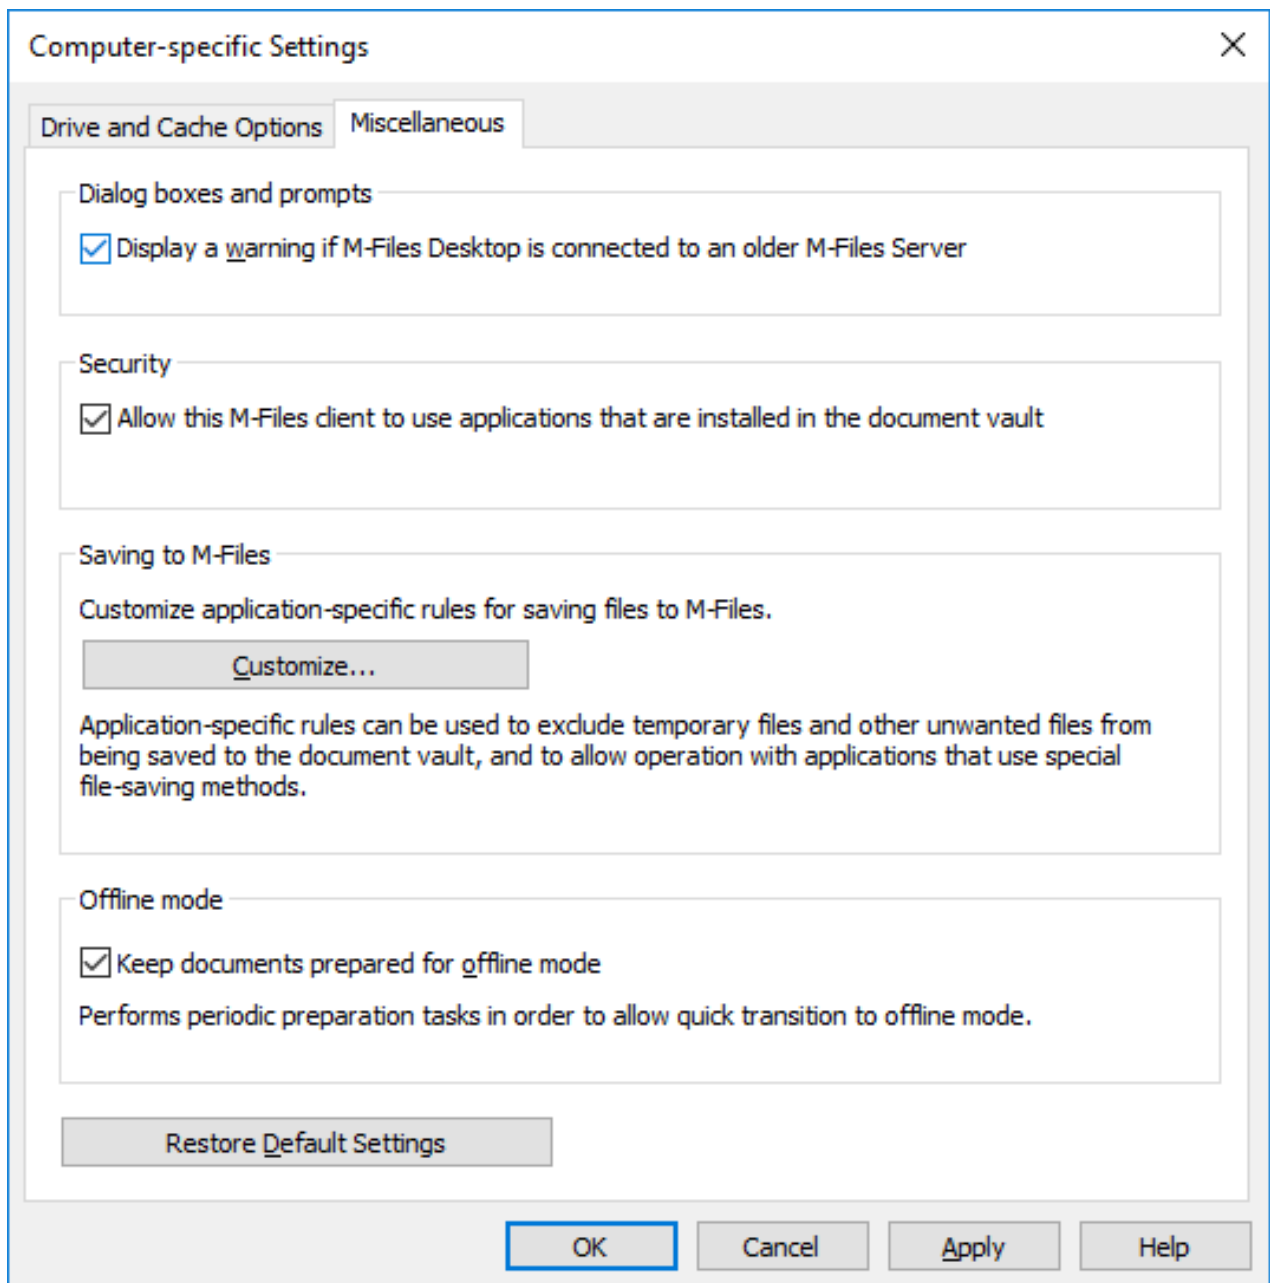 Computer-specific Settings
Drive and Cache Options
Miscellaneous
Dialog boxes and prompts
Display a warning if M-Files Desktop is connected to an older M-Files Server
Security
Allow this M-Files client to use applications that are installed in the document vault
Saving to M-Files
Customize application-specific rules for saving files to M-Files.
Customize...
Application-specific rules can be used to exclude temporary files and other unwanted files from
being saved to the document vault, and to allow operation with applications that use special
file-saving methods.
Offline mode
Keep documents prepared for offline mode
Performs periodic preparation tasks in order to allow quick transition to offline mode.
Restore Default Settings
OK
Cancel
Apply
Help